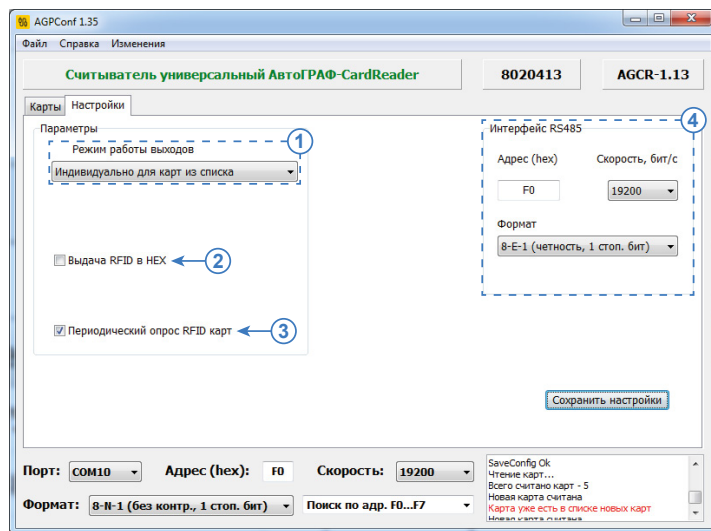 AGPConf 1.35
Файл Справка Изменения
Считыватель универсальный АвтоГРАФ-CardReader 8020413 AGCR-1.13
Карты Настройки
Параметры
Режим работы выходов
1
Индивидуально для карт из списка
Выдача RFID в HEX
2
Периодический опрос RFID карт
3
Интерфейс RS485
4
Адрес (hex) Скорость, бит/с
F0 19200
Формат
8-E-1 (четность, 1 стоп. бит)
Сохранить настройки
Порт: COM10 Адрес (hex): F0 Скорость: 19200
Формат: 8-N-1 (без контр., 1 стоп. бит) Поиск по адр. F0...F7
SaveConfig Ok
Чтение карт...
Всего считано карт - 5
Новая карта считана
Карта уже есть в списке новых карт
Новая карта считана